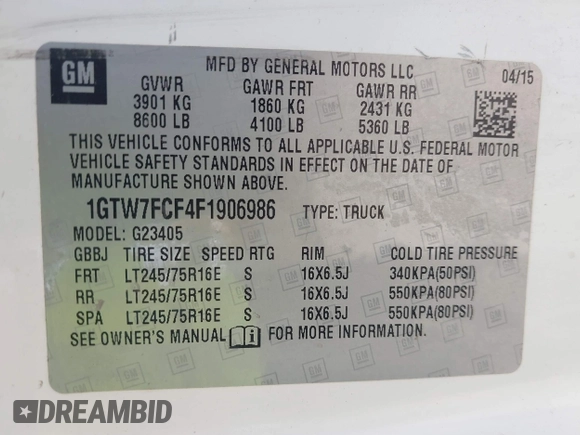 GM
MFD BY GENERAL MOTORS LLC 04/15
GVWR GAWR FRT GAWR RR
3901 KG 1860 KG 2431 KG
8600 LB 4100 LB 5360 LB
THIS VEHICLE CONFORMS TO ALL APPLICABLE U.S. FEDERAL MOTOR
VEHICLE SAFETY STANDARDS IN EFFECT ON THE DATE OF
MANUFACTURE SHOWN ABOVE.
1GTW7FCF4F1906986 TYPE: TRUCK
MODEL: G23405
GBBJ TIRE SIZE SPEED RTG RIM COLD TIRE PRESSURE
FRT LT245/75R16E S 16X6.5J 340KPA(50PSI)
RR LT245/75R16E S 16X6.5J 550KPA(80PSI)
SPA LT245/75R16E S 16X6.5J 550KPA(80PSI)
SEE OWNER'S MANUAL i FOR MORE INFORMATION.
DREAMBID